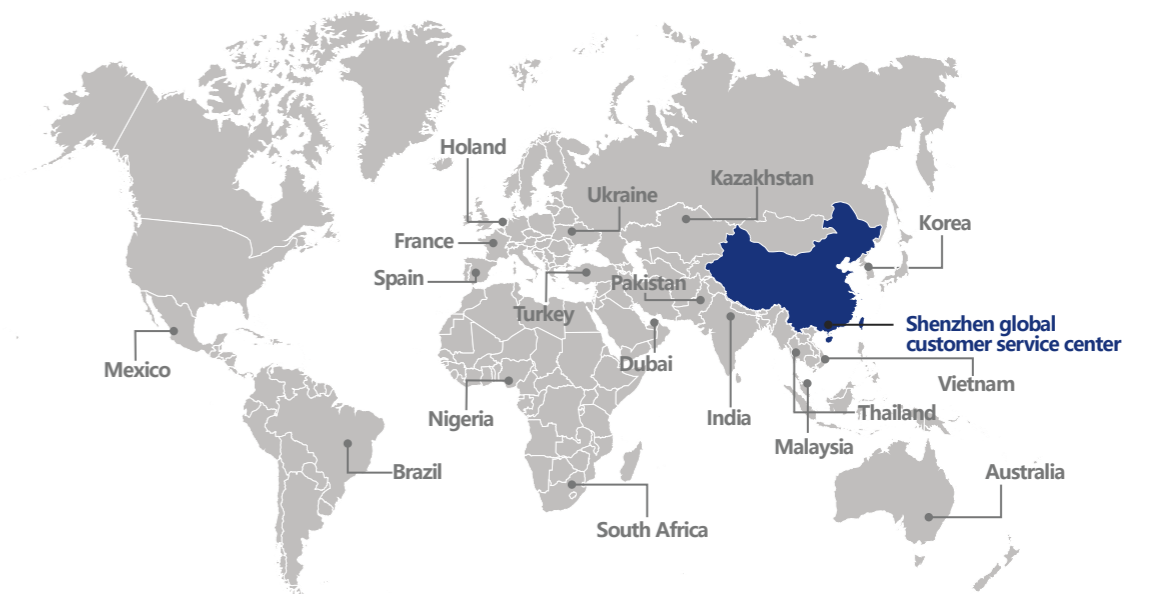 Holand
Kazakhstan
Ukraine
Korea
France
Spain
Pakistan
Turkey
Shenzhen global
customer service center
Dubai
Mexico
Vietnam
Thailand
Nigeria
India
Malaysia
Brazil
Australia
South Africa